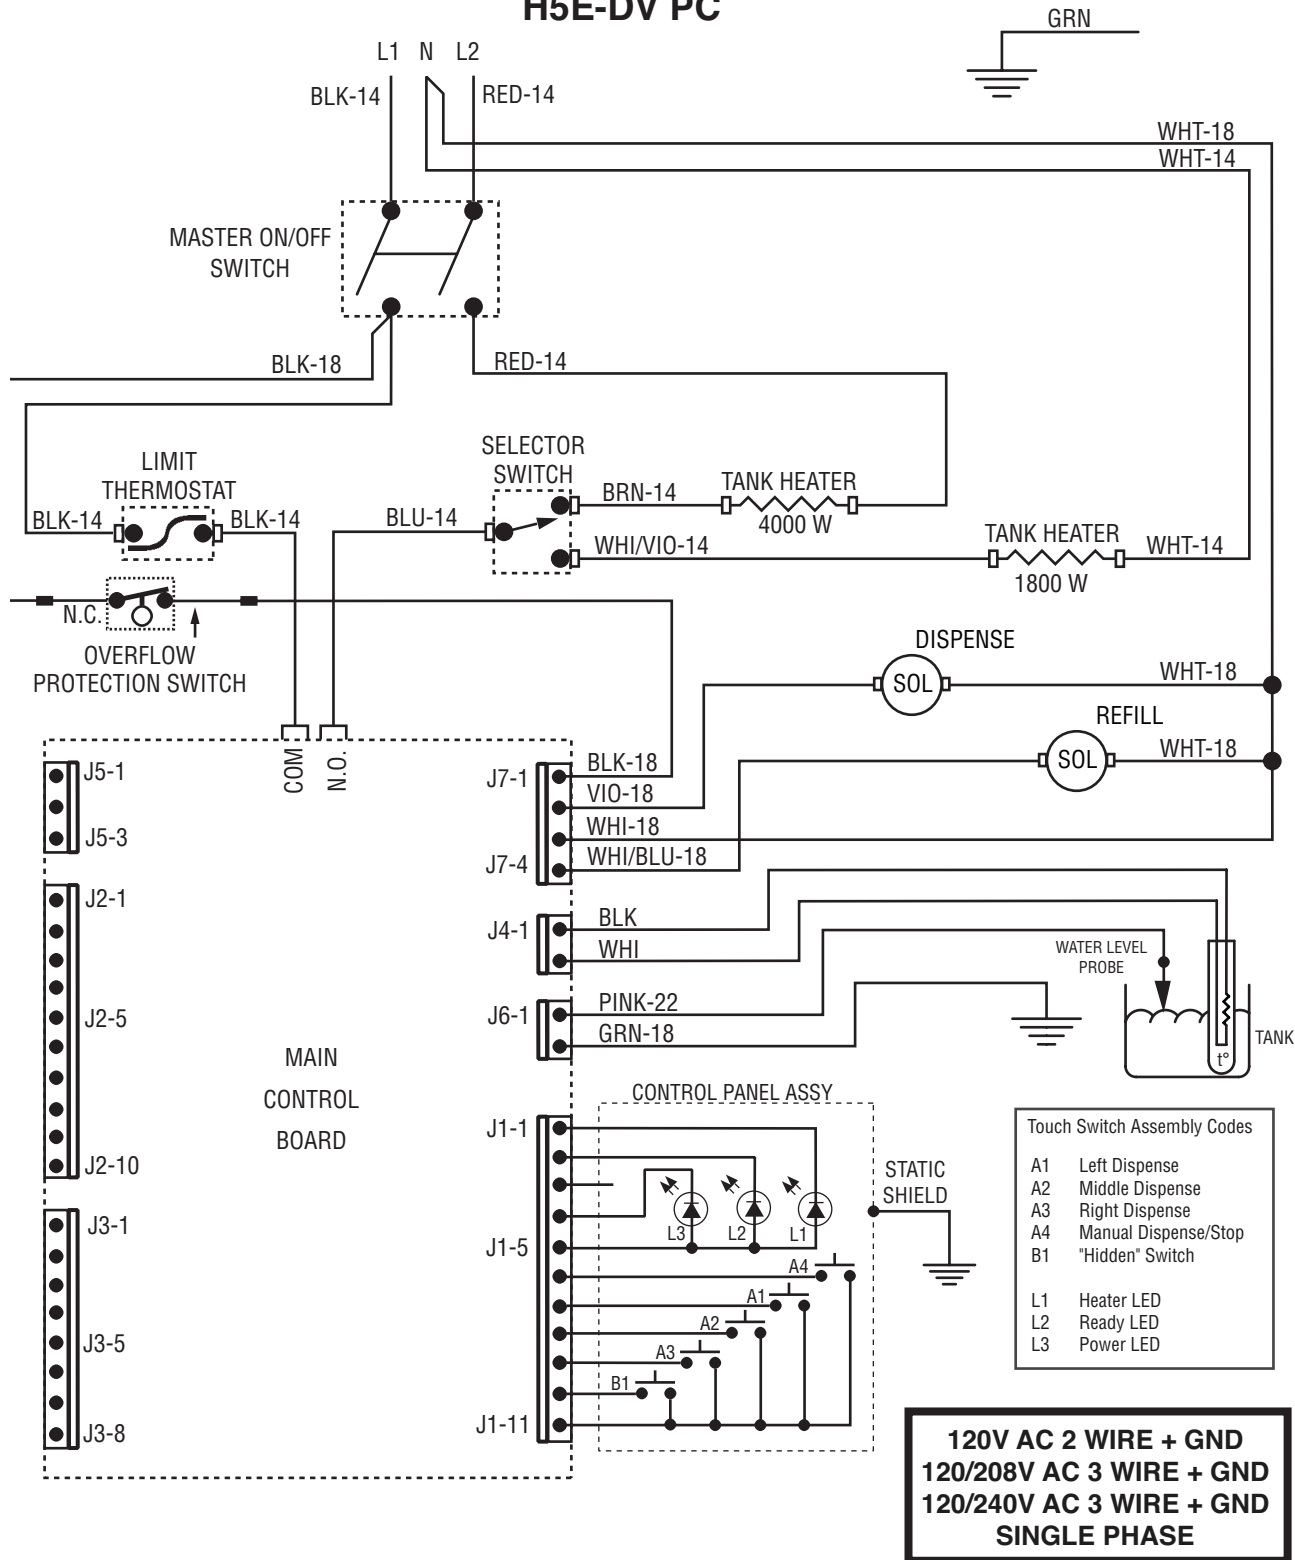 H5E-DV PC
GRN
L1 N L2
BLK-14
RED-14
WHT-18
WHT-14
MASTER ON/OFF
SWITCH
BLK-18
RED-14
LIMIT
THERMOSTAT
SELECTOR
SWITCH
BLK-14
BLK-14
BLU-14
BRN-14
TANK HEATER
4000 W
WHI/VIO-14
TANK HEATER
1800 W
WHT-14
N.C.
OVERFLOW
PROTECTION SWITCH
DISPENSE
SOL
WHT-18
REFILL
SOL
WHT-18
COM
N.O.
J5-1
J5-3
J2-1
J2-5
J2-10
J3-1
J3-5
J3-8
MAIN
CONTROL
BOARD
J7-1
BLK-18
VIO-18
WHI-18
J7-4
WHI/BLU-18
J4-1
BLK
WHI
J6-1
PINK-22
GRN-18
WATER LEVEL
PROBE
t°
TANK
CONTROL PANEL ASSY
J1-1
L3
L2
L1
J1-5
A4
A1
A2
A3
B1
J1-11
STATIC
SHIELD
Touch Switch Assembly Codes
A1 Left Dispense
A2 Middle Dispense
A3 Right Dispense
A4 Manual Dispense/Stop
B1 "Hidden" Switch
L1 Heater LED
L2 Ready LED
L3 Power LED
120V AC 2 WIRE + GND
120/208V AC 3 WIRE + GND
120/240V AC 3 WIRE + GND
SINGLE PHASE